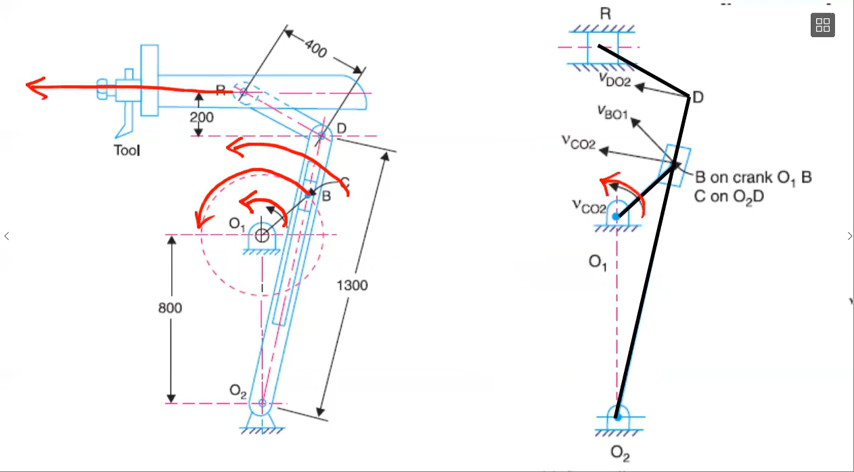 400
R
200
D
Tool
C
B
O₁
1300
800
O₂
R
vDO2
D
vBO1
vCO2
B on crank O₁ B
C on O₂D
vCO2
O₁
O₂